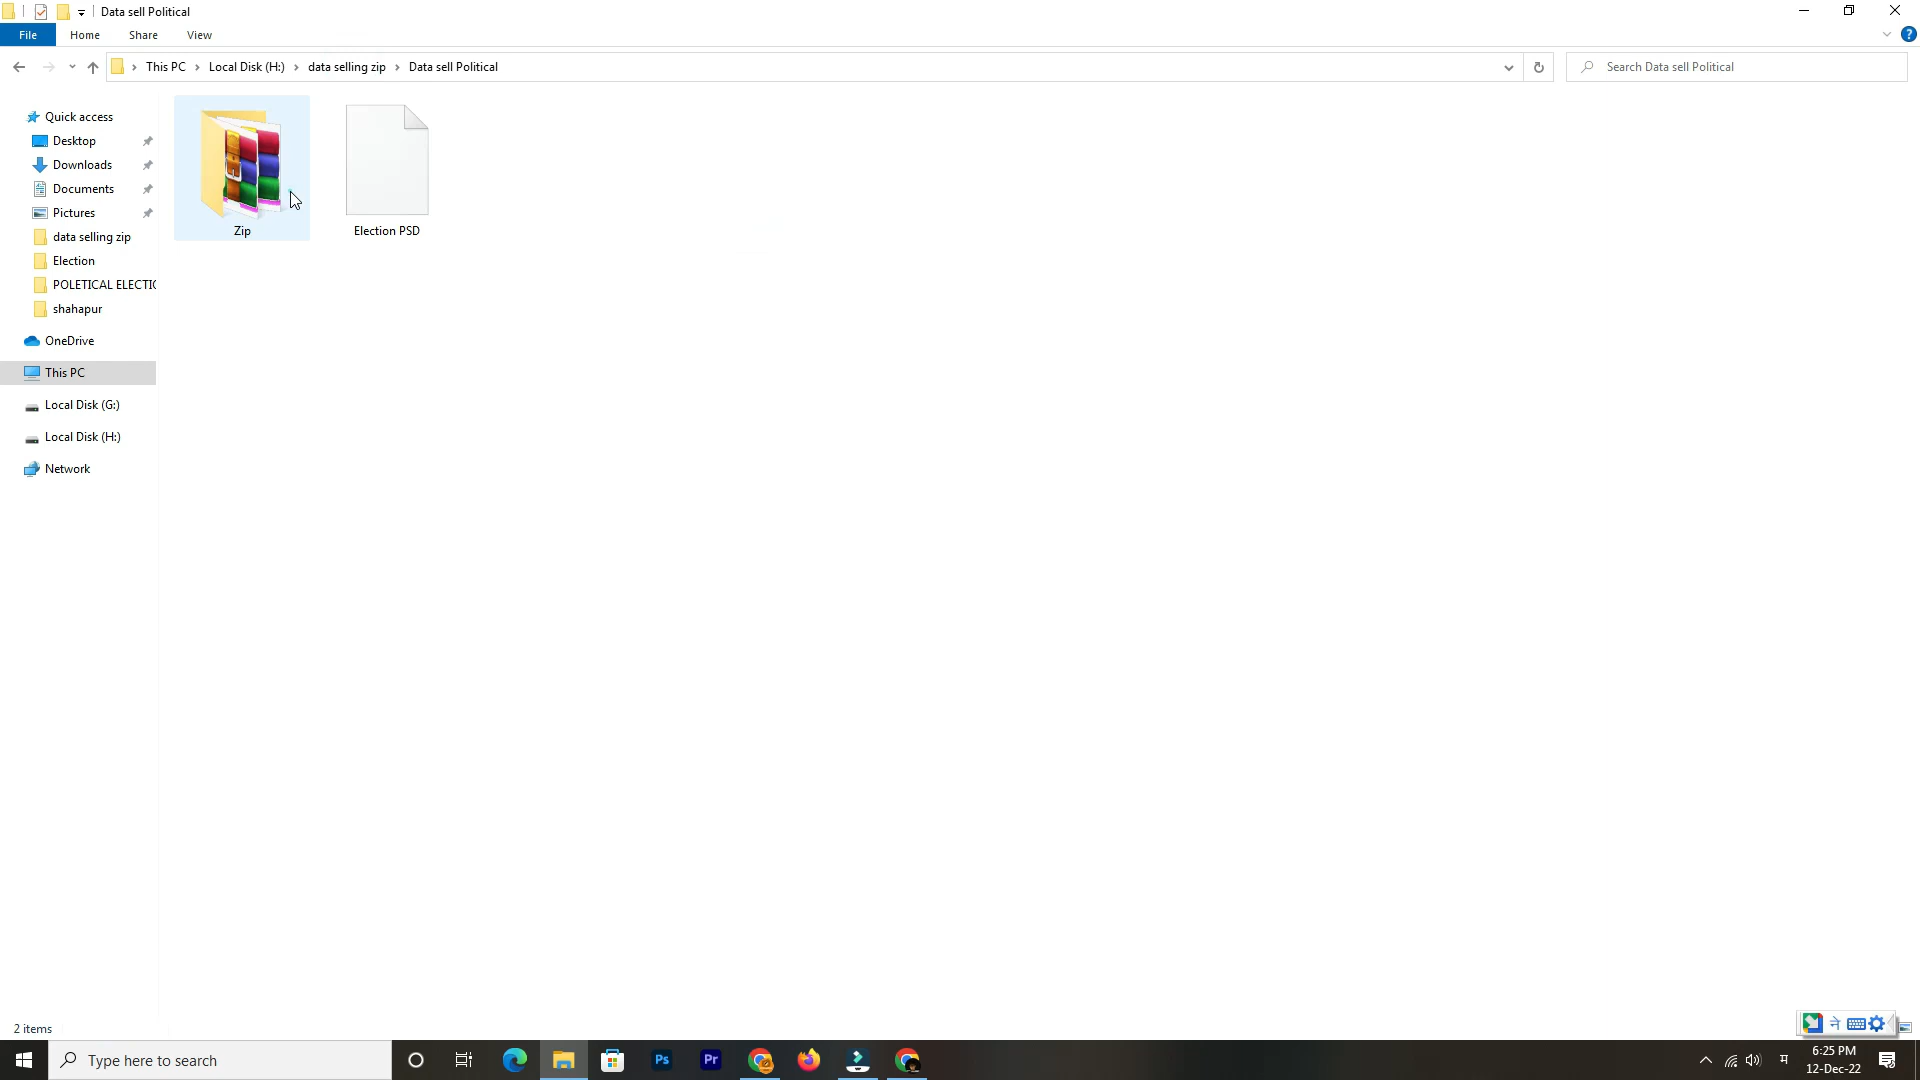 Data sell Political
File Home Share View
This PC Local Disk (H:) data selling zip Data sell Political
Search Data sell Political
Quick access
Desktop
Downloads
Documents
Pictures
data selling zip
Election
POLETICAL ELECTIO
shahapur
OneDrive
This PC
Local Disk (G:)
Local Disk (H:)
Network
Zip
Election PSD
2 items
Type here to search
Ps
Pr
म
6:25 PM
12-Dec-22